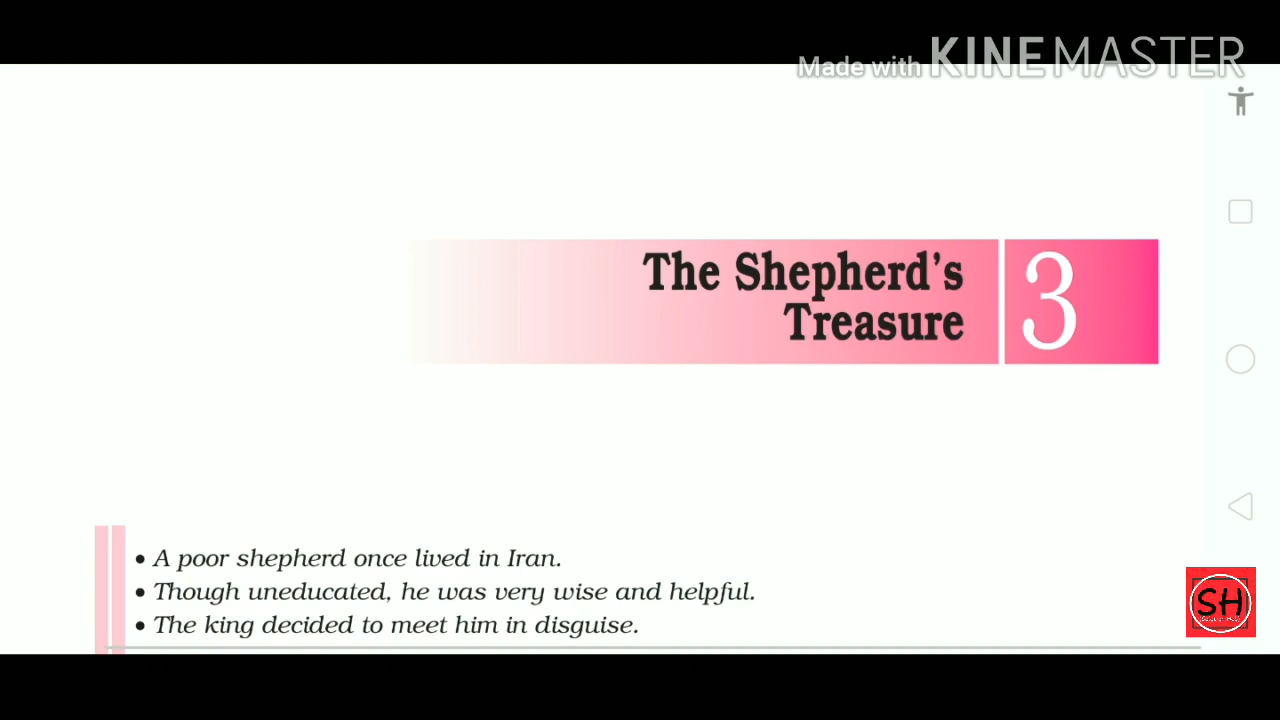 Made with KINEMASTER
The Shepherd's
Treasure
3
• A poor shepherd once lived in Iran.
• Though uneducated, he was very wise and helpful.
• The king decided to meet him in disguise.
SH